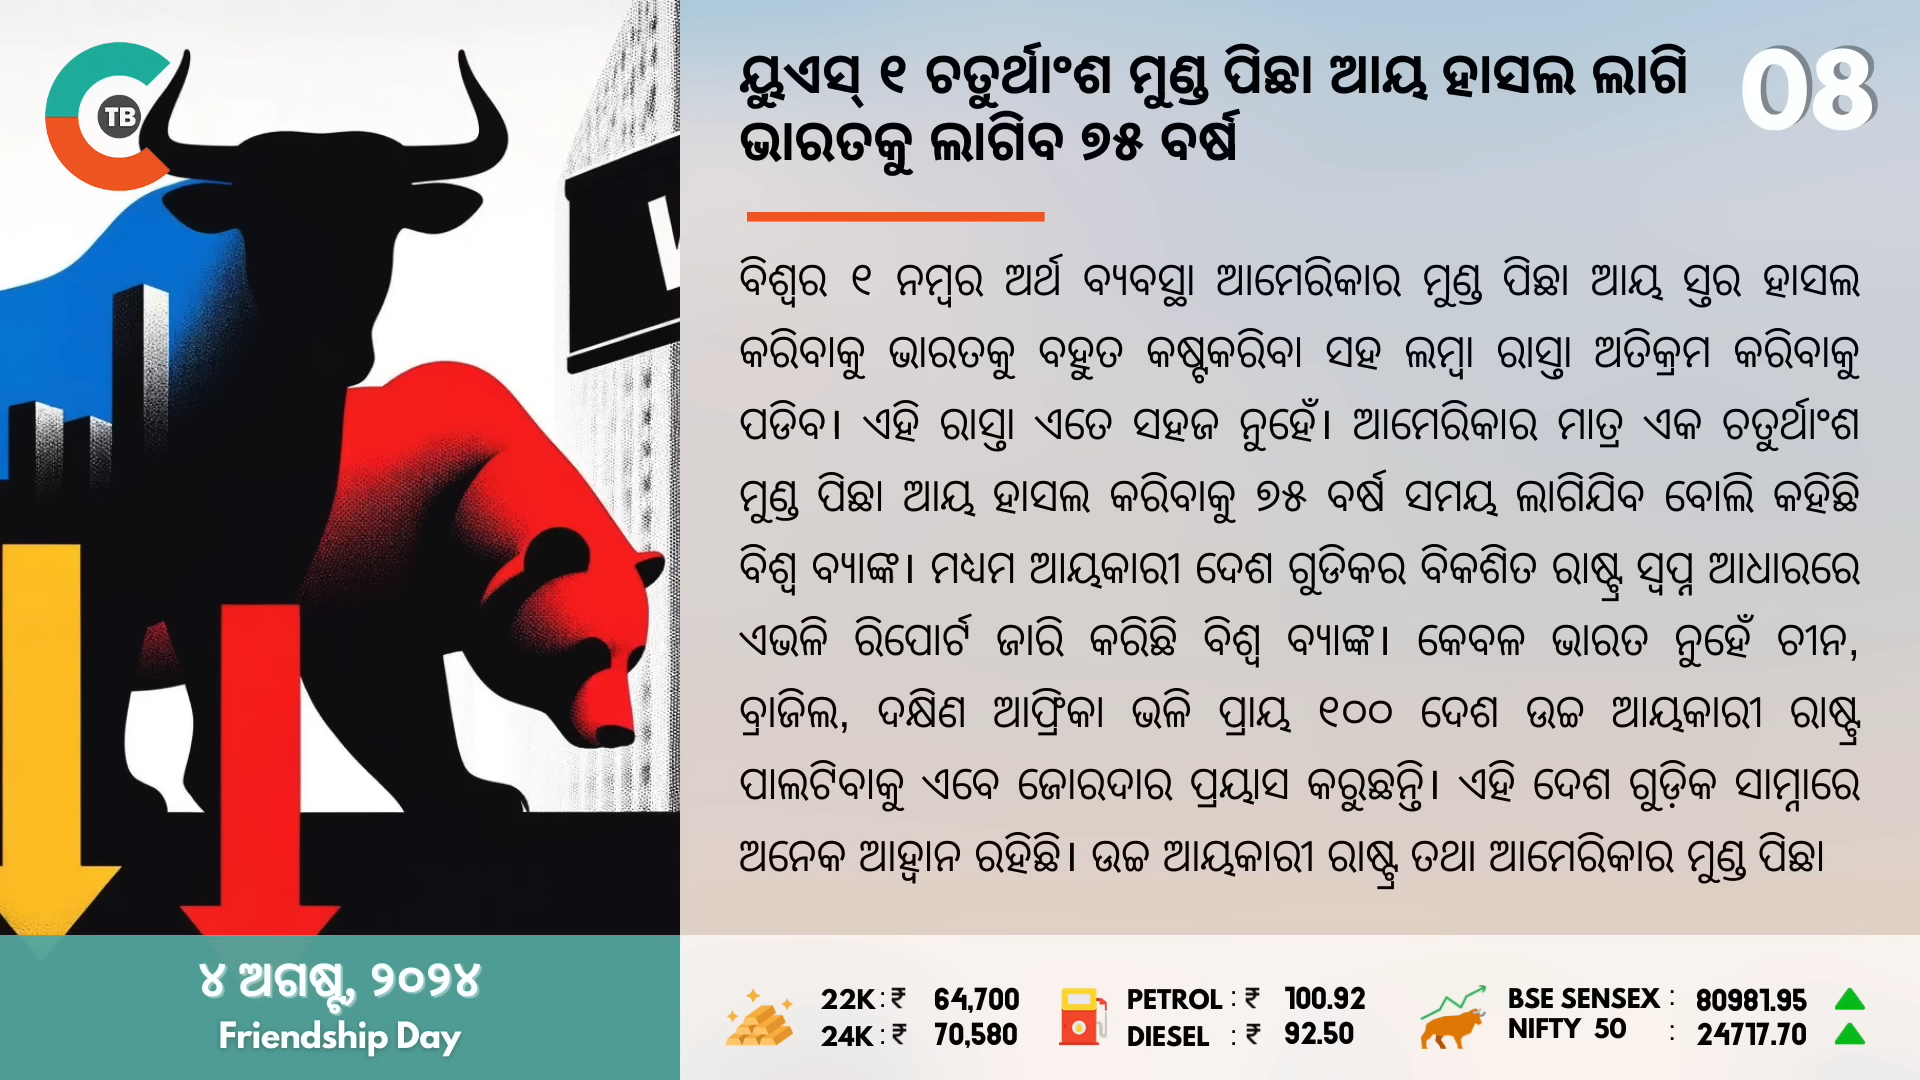 TB
ୟୁଏସ୍ ୧ ଚତୁର୍ଥାଂଶ ମୁଣ୍ଡ ପିଛା ଆୟ ହାସଲ ଲାଗି
ଭାରତକୁ ଲାଗିବ ୭୫ ବର୍ଷ
08
ବିଶ୍ୱର ୧ ନମ୍ବର ଅର୍ଥ ବ୍ୟବସ୍ଥା ଆମେରିକାର ମୁଣ୍ଡ ପିଛା ଆୟ ସ୍ତର ହାସଲ
କରିବାକୁ ଭାରତକୁ ବହୁତ କଷ୍ଟକରିବା ସହ ଲମ୍ବା ରାସ୍ତା ଅତିକ୍ରମ କରିବାକୁ
ପଡିବ। ଏହି ରାସ୍ତା ଏତେ ସହଜ ନୁହେଁ। ଆମେରିକାର ମାତ୍ର ଏକ ଚତୁର୍ଥାଂଶ
ମୁଣ୍ଡ ପିଛା ଆୟ ହାସଲ କରିବାକୁ ୭୫ ବର୍ଷ ସମୟ ଲାଗିଯିବ ବୋଲି କହିଛି
ବିଶ୍ୱ ବ୍ୟାଙ୍କ। ମଧ୍ୟମ ଆୟକାରୀ ଦେଶ ଗୁଡିକର ବିକଶିତ ରାଷ୍ଟ୍ର ସ୍ୱପ୍ନ ଆଧାରରେ
ଏଭଳି ରିପୋର୍ଟ ଜାରି କରିଛି ବିଶ୍ୱ ବ୍ୟାଙ୍କ। କେବଳ ଭାରତ ନୁହେଁ ଚୀନ,
ବ୍ରାଜିଲ, ଦକ୍ଷିଣ ଆଫ୍ରିକା ଭଳି ପ୍ରାୟ ୧୦୦ ଦେଶ ଉଚ୍ଚ ଆୟକାରୀ ରାଷ୍ଟ୍ର
ପାଲଟିବାକୁ ଏବେ ଜୋରଦାର ପ୍ରୟାସ କରୁଛନ୍ତି। ଏହି ଦେଶ ଗୁଡ଼ିକ ସାମ୍ନାରେ
ଅନେକ ଆହ୍ୱାନ ରହିଛି। ଉଚ୍ଚ ଆୟକାରୀ ରାଷ୍ଟ୍ର ତଥା ଆମେରିକାର ମୁଣ୍ଡ ପିଛା
୪ ଅଗଷ୍ଟ, ୨୦୨୪
Friendship Day
22K : ₹ 64,700
24K : ₹ 70,580
PETROL : ₹ 100.92
DIESEL : ₹ 92.50
BSE SENSEX : 80981.95
NIFTY 50 : 24717.70